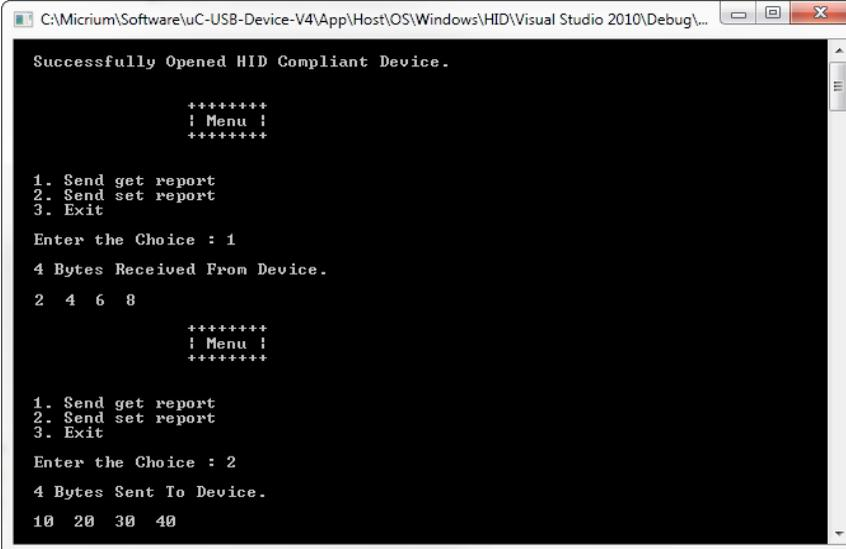 C:\Micrium\Software\uC-USB-Device-V4\App\Host\OS\Windows\HID\Visual Studio 2010\Debug\...
Successfully Opened HID Compliant Device.
++++++++
¦ Menu ¦
++++++++
1. Send get report
2. Send set report
3. Exit
Enter the Choice : 1
4 Bytes Received From Device.
2 4 6 8
++++++++
¦ Menu ¦
++++++++
1. Send get report
2. Send set report
3. Exit
Enter the Choice : 2
4 Bytes Sent To Device.
10 20 30 40